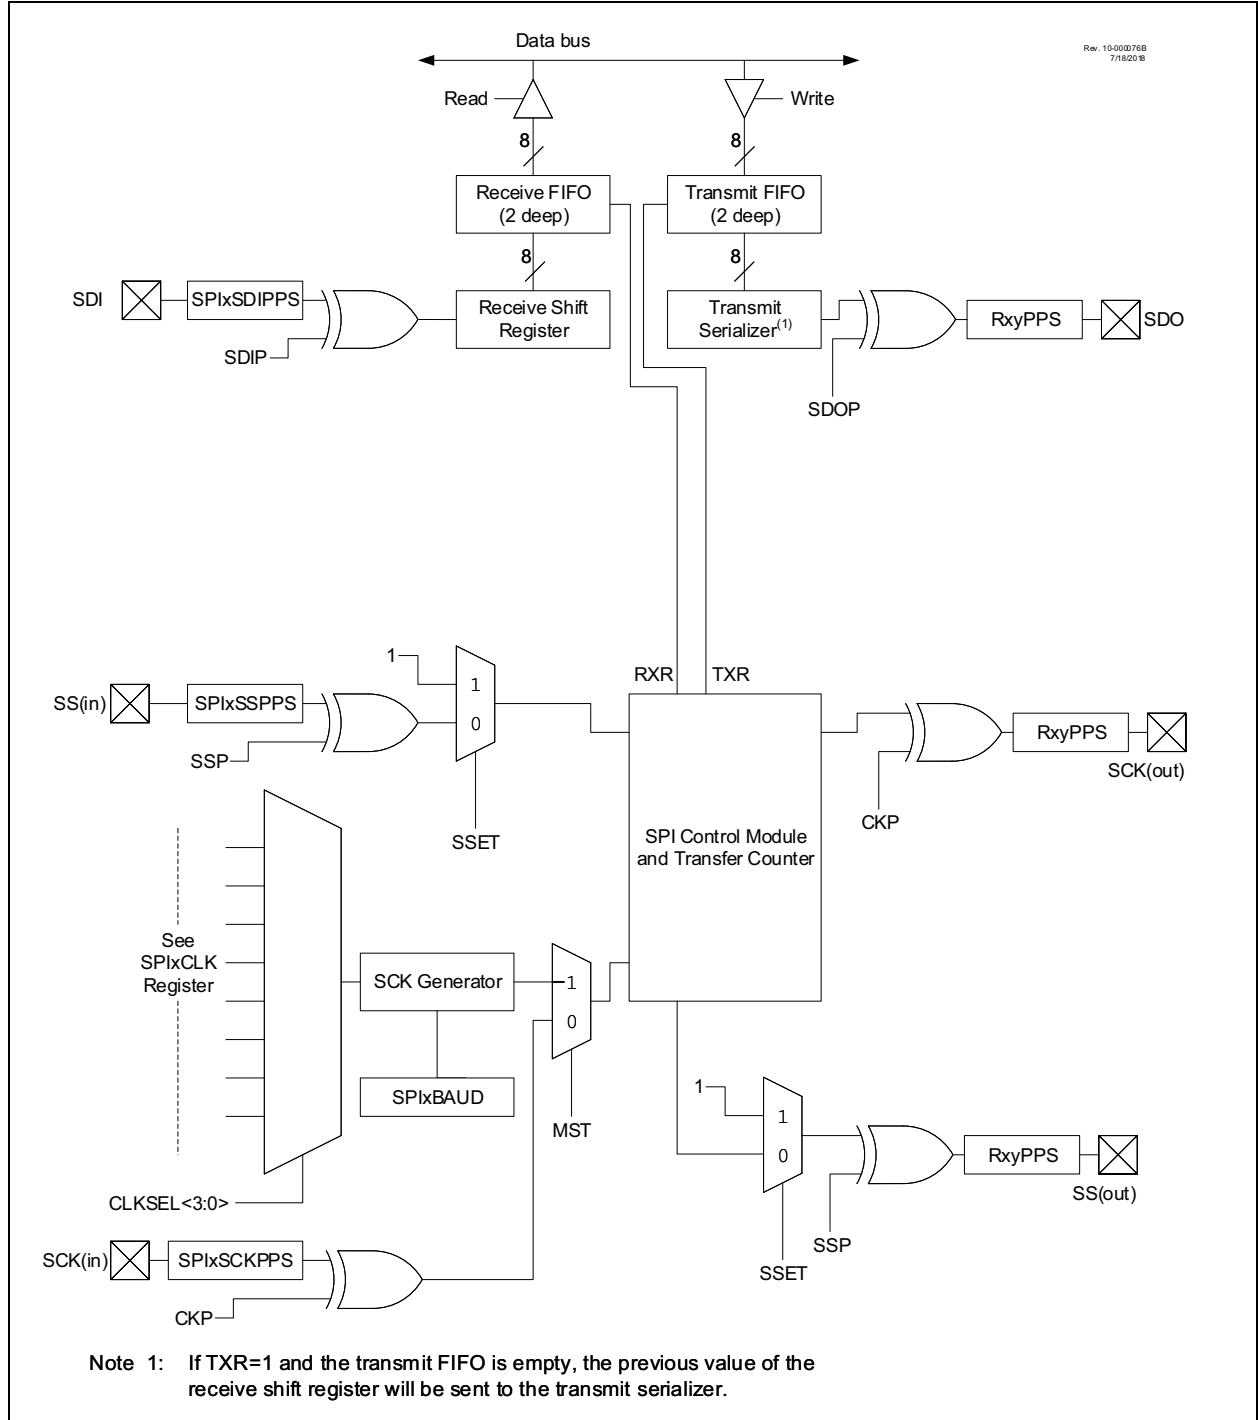 Data bus
Rev. 10-000076B
7/18/2018
Read
Write
8
8
Receive FIFO
(2 deep)
Transmit FIFO
(2 deep)
8
8
SDI
SPIxSDIPPS
SDIP
Receive Shift
Register
Transmit
Serializer(1)
SDOP
RxyPPS
SDO
RXR
TXR
1
SS(in)
SPIxSSPPS
SSP
1
0
SSET
SPI Control Module
and Transfer Counter
CKP
RxyPPS
SCK(out)
See
SPIxCLK
Register
SCK Generator
SPIxBAUD
1
0
MST
CLKSEL<3:0>
1
1
0
SSET
SSP
RxyPPS
SS(out)
SCK(in)
SPIxSCKPPS
CKP
Note 1: If TXR=1 and the transmit FIFO is empty, the previous value of the
receive shift register will be sent to the transmit serializer.